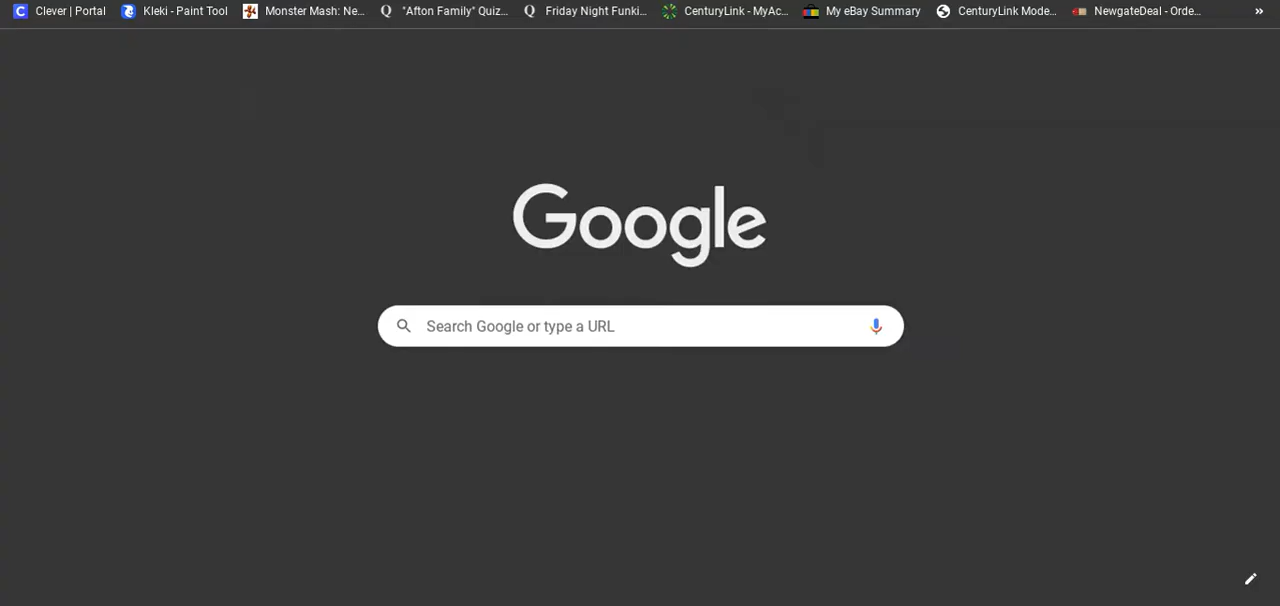 Clever | Portal Kleki - Paint Tool Monster Mash: Ne... "Afton Family" Quiz... Friday Night Funki... CenturyLink - MyAc... My eBay Summary CenturyLink Mode... NewgateDeal - Orde... »
Google
Search Google or type a URL